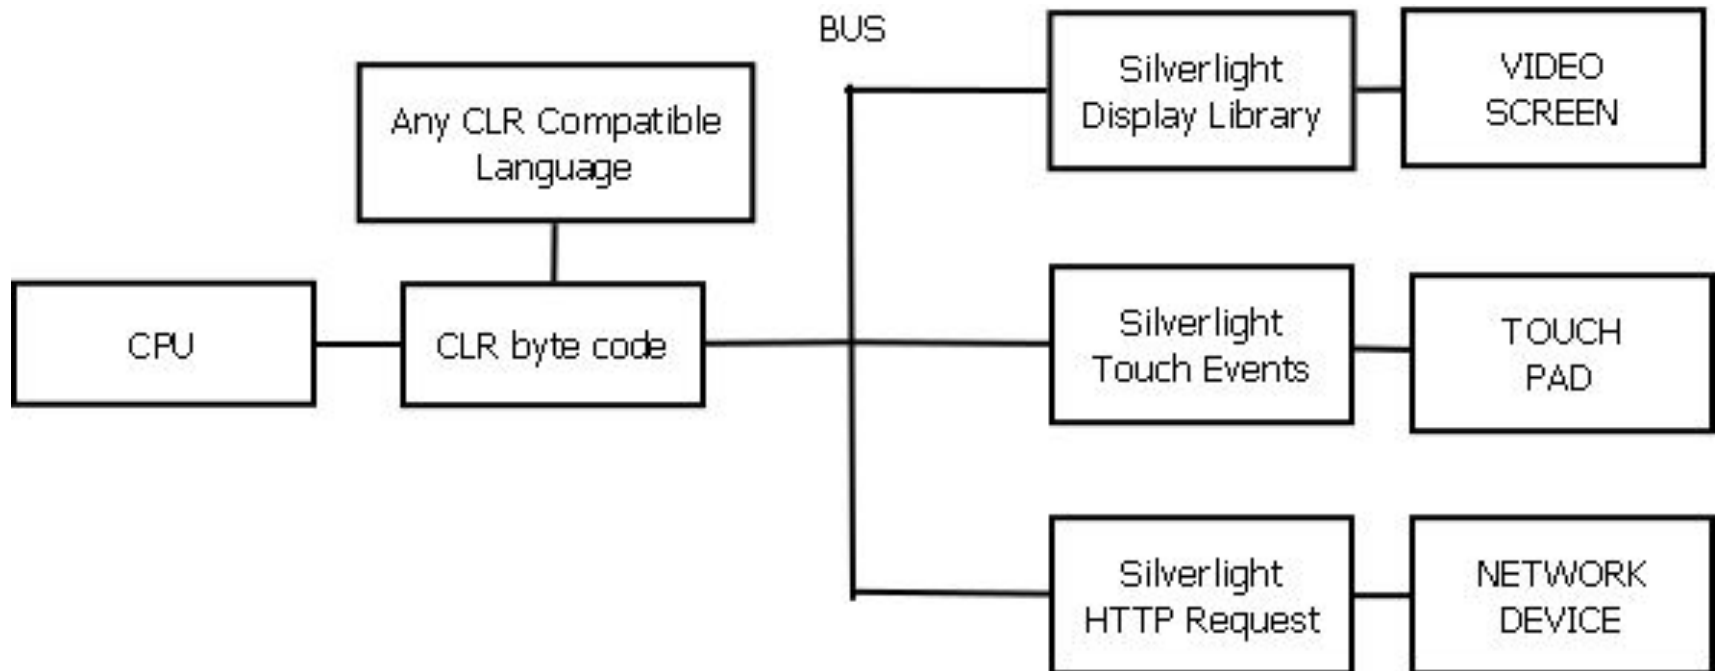 BUS
Silverlight
Display Library
VIDEO
SCREEN
Any CLR Compatible
Language
CPU
CLR byte code
Silverlight
Touch Events
TOUCH
PAD
Silverlight
HTTP Request
NETWORK
DEVICE